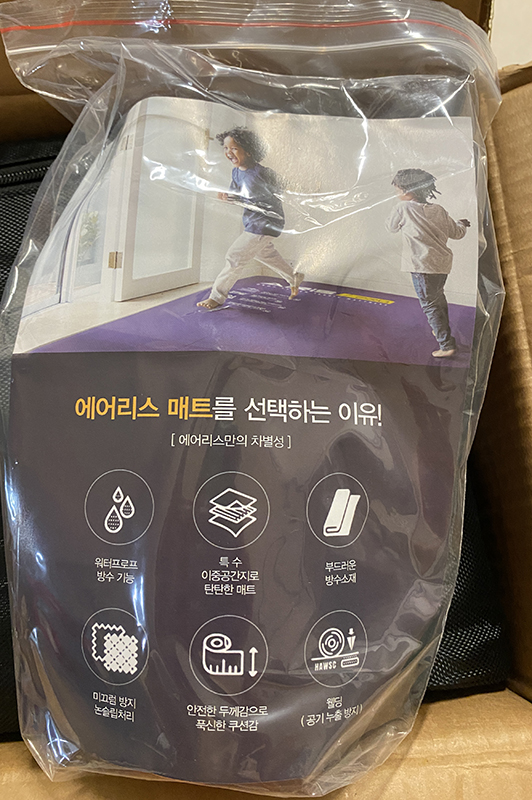 에어리스 매트를 선택하는 이유!
[ 에어리스만의 차별성 ]
워터프로프
방수 기능
특 수
이중공간지로
탄탄한 매트
부드러운
방수소재
미끄럼 방지
논슬립처리
안전한 두께감으로
푹신한 쿠션감
HAWSC
웰딩
( 공기 누출 방지 )